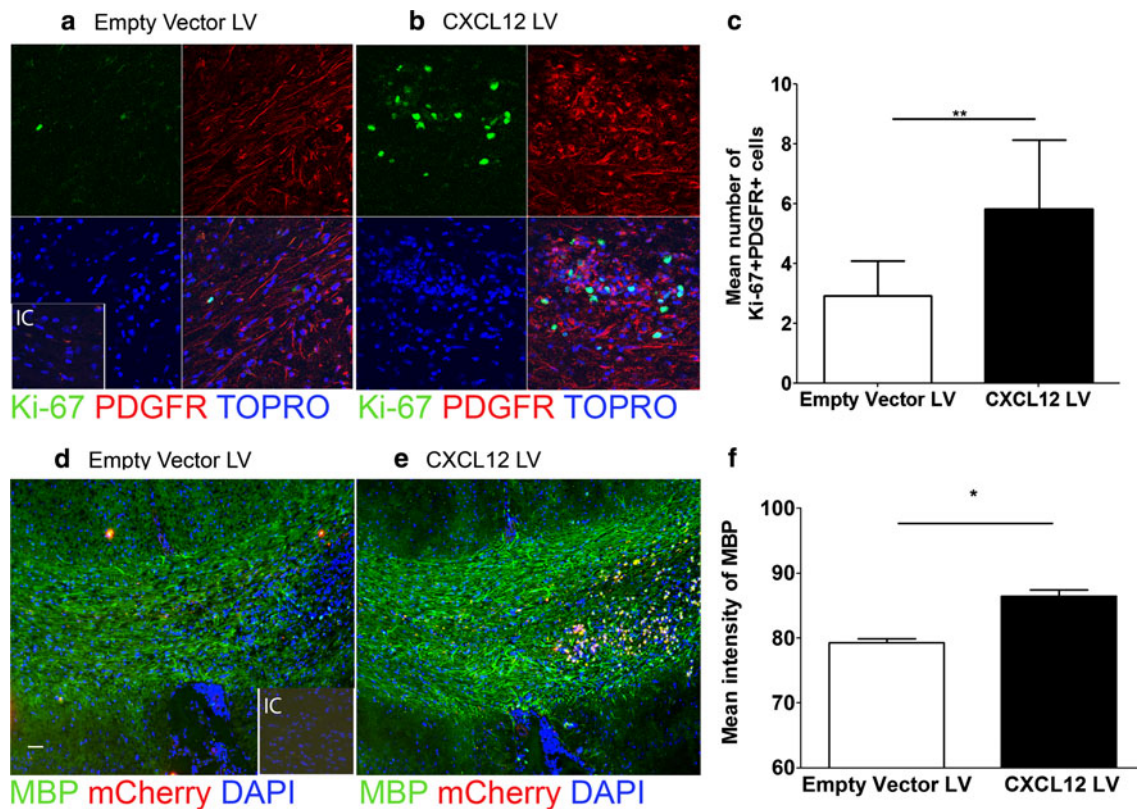 a Empty Vector LV
b CXCL12 LV
IC
Ki-67 PDGFR TOPRO
Ki-67 PDGFR TOPRO
c
Mean number of
Ki-67+PDGFR+ cells
10
8
6
4
2
0
**
Empty Vector LV
CXCL12 LV
d Empty Vector LV
e CXCL12 LV
IC
MBP mCherry DAPI
MBP mCherry DAPI
f
Mean intensity of MBP
100
90
80
70
60
*
Empty Vector LV
CXCL12 LV